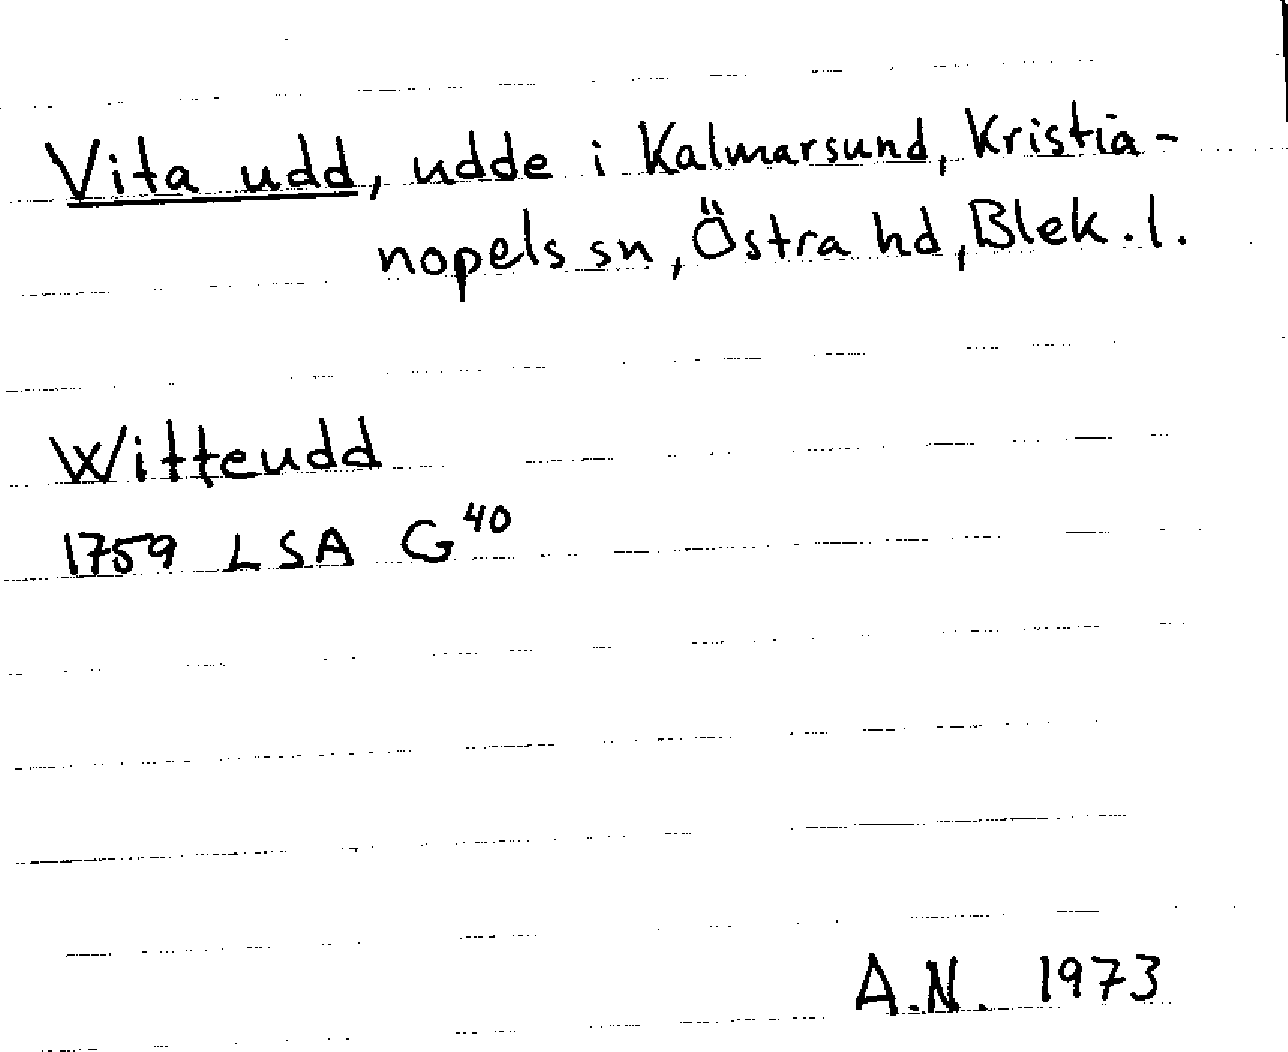 Vita udd, udde i Kalmarsund, Kristia-
nopels sn, Östra hd, Blek. l.
Witteudd
1759 LSA G⁴⁰
A.N. 1973